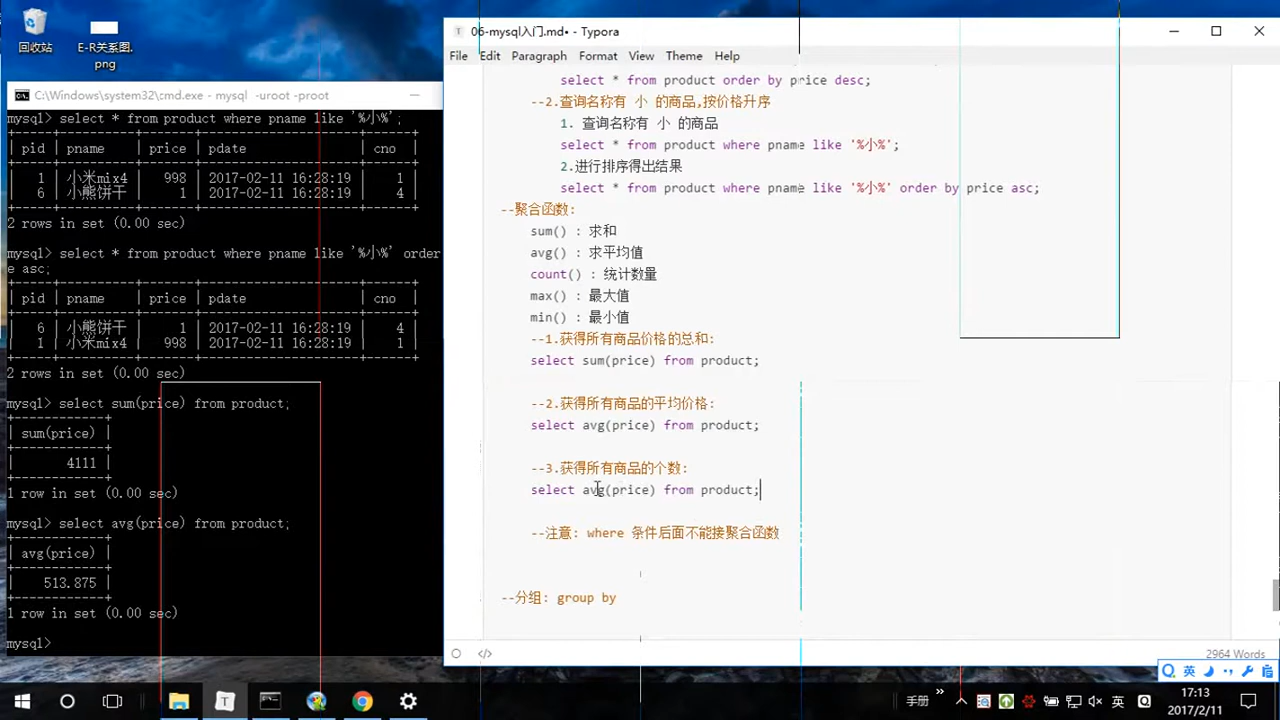 回收站
E-R关系图.
png
C:\Windows\system32\cmd.exe - mysql -uroot -proot
mysql> select * from product where pname like '%小%';
| pid | pname | price | pdate | cno |
| 1 | 小米mix4 | 998 | 2017-02-11 16:28:19 | 1 |
| 6 | 小熊饼干 | 1 | 2017-02-11 16:28:19 | 4 |
2 rows in set (0.00 sec)
mysql> select * from product where pname like '%小%' order
e asc;
| pid | pname | price | pdate | cno |
| 6 | 小熊饼干 | 1 | 2017-02-11 16:28:19 | 4 |
| 1 | 小米mix4 | 998 | 2017-02-11 16:28:19 | 1 |
2 rows in set (0.00 sec)
mysql> select sum(price) from product;
| sum(price) |
| 4111 |
1 row in set (0.00 sec)
mysql> select avg(price) from product;
| avg(price) |
| 513.875 |
1 row in set (0.00 sec)
mysql>
06-mysql入门.md• - Typora
File Edit Paragraph Format View Theme Help
select * from product order by price desc;
--2.查询名称有 小 的商品,按价格升序
1. 查询名称有 小 的商品
select * from product where pname like '%小%';
2.进行排序得出结果
select * from product where pname like '%小%' order by price asc;
--聚合函数:
sum() : 求和
avg() : 求平均值
count() : 统计数量
max() : 最大值
min() : 最小值
--1.获得所有商品价格的总和:
select sum(price) from product;
--2.获得所有商品的平均价格:
select avg(price) from product;
--3.获得所有商品的个数:
select avg(price) from product;
--注意: where 条件后面不能接聚合函数
--分组: group by
2964 Words
英
手册
英
17:13
2017/2/11